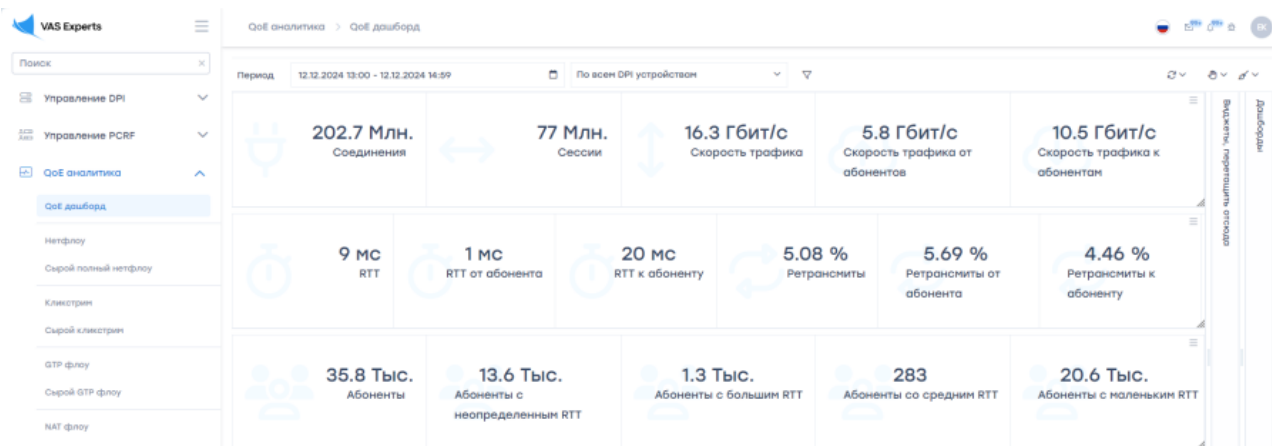 VAS Experts
QoE аналитика > QoE дашборд
99+ 99+
EK
Поиск
Управление DPI
Управление PCRF
QoE аналитика
QoE дашборд
Нетфлоу
Сырой полный нетфлоу
Кликстрим
Сырой кликстрим
GTP флоу
Сырой GTP флоу
NAT флоу
Период 12.12.2024 13:00 - 12.12.2024 14:59 По всем DPI устройствам
202.7 Млн.
Соединения
77 Млн.
Сессии
16.3 Гбит/с
Скорость трафика
5.8 Гбит/с
Скорость трафика от
абонентов
10.5 Гбит/с
Скорость трафика к
абонентам
9 мс
RTT
1 мс
RTT от абонента
20 мс
RTT к абоненту
5.08 %
Ретрансмиты
5.69 %
Ретрансмиты от
абонента
4.46 %
Ретрансмиты к
абоненту
35.8 Тыс.
Абоненты
13.6 Тыс.
Абоненты с
неопределенным RTT
1.3 Тыс.
Абоненты с большим RTT
283
Абоненты со средним RTT
20.6 Тыс.
Абоненты с маленьким RTT
Виджеты, перетащить отсюда
Дашборды